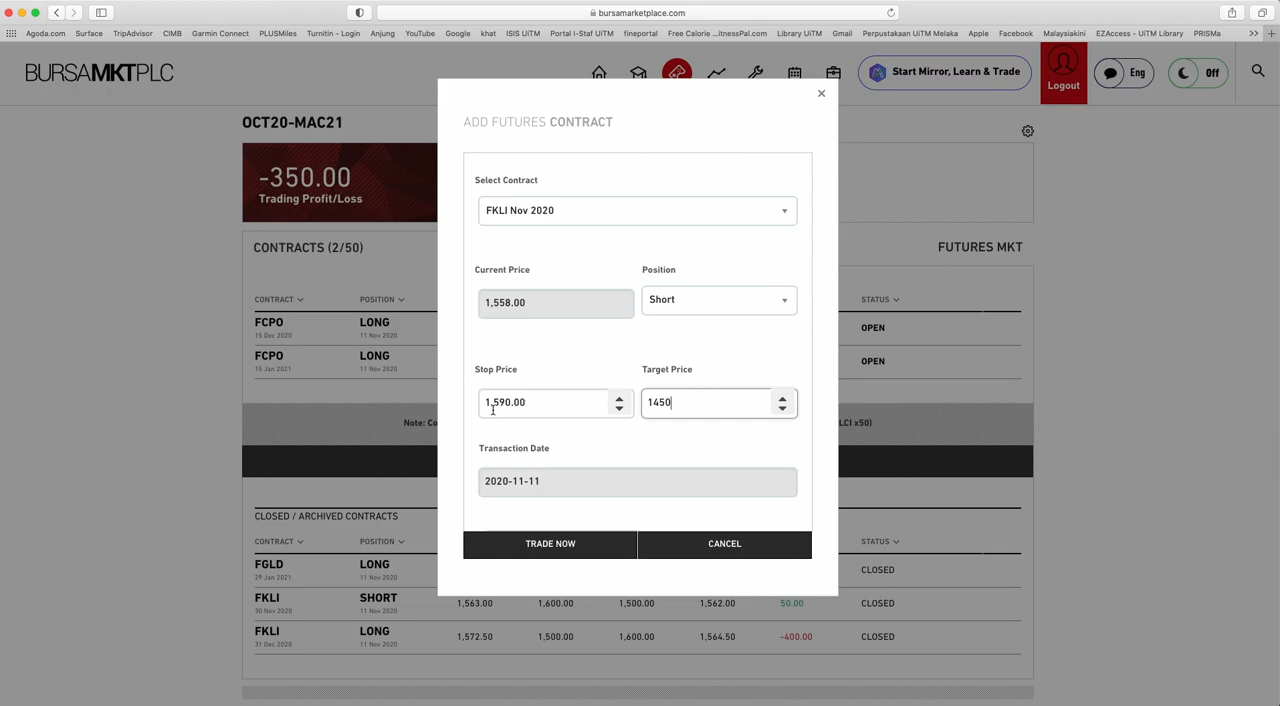 bursamarketplace.com
Agoda.com Surface TripAdvisor CIMB Garmin Connect PLUSMiles Turnitin - Login Anjung YouTube Google khat ISIS UiTM Portal I-Staf UiTM fineportal Free Calorie ...itnessPal.com Library UiTM Gmail Perpustakaan UiTM Melaka Apple Facebook Malaysiakini EZAccess - UiTM Library PRISMa >>
BURSAMKTPLC
Start Mirror, Learn & Trade
Logout
Eng
Off
OCT20-MAC21
-350.00
Trading Profit/Loss
CONTRACTS (2/50)
FUTURES MKT
CONTRACT POSITION STATUS
FCPO LONG OPEN
15 Dec 2020 11 Nov 2020
FCPO LONG OPEN
15 Jan 2021 11 Nov 2020
Note: Co
LCI x50)
CLOSED / ARCHIVED CONTRACTS
CONTRACT POSITION STATUS
FGLD LONG CLOSED
29 Jan 2021 11 Nov 2020
FKLI SHORT 1,563.00 1,600.00 1,500.00 1,562.00 50.00 CLOSED
30 Nov 2020 11 Nov 2020
FKLI LONG 1,572.50 1,500.00 1,600.00 1,564.50 -400.00 CLOSED
31 Dec 2020 11 Nov 2020
×
ADD FUTURES CONTRACT
Select Contract
FKLI Nov 2020
Current Price Position
1,558.00 Short
Stop Price Target Price
1,590.00 1450
Transaction Date
2020-11-11
TRADE NOW CANCEL